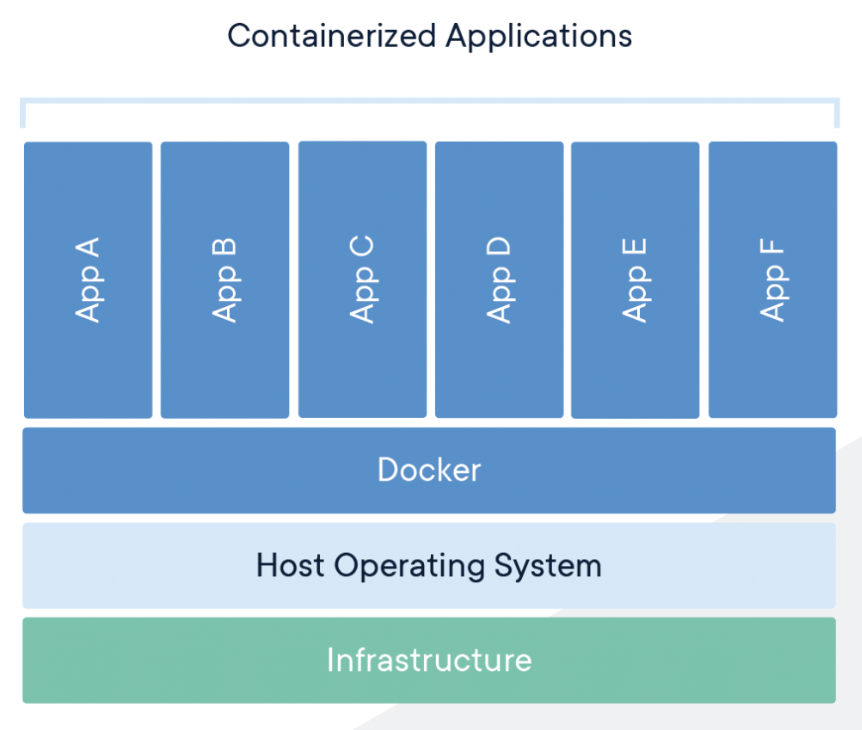 Containerized Applications
App A
App B
App C
App D
App E
App F
Docker
Host Operating System
Infrastructure